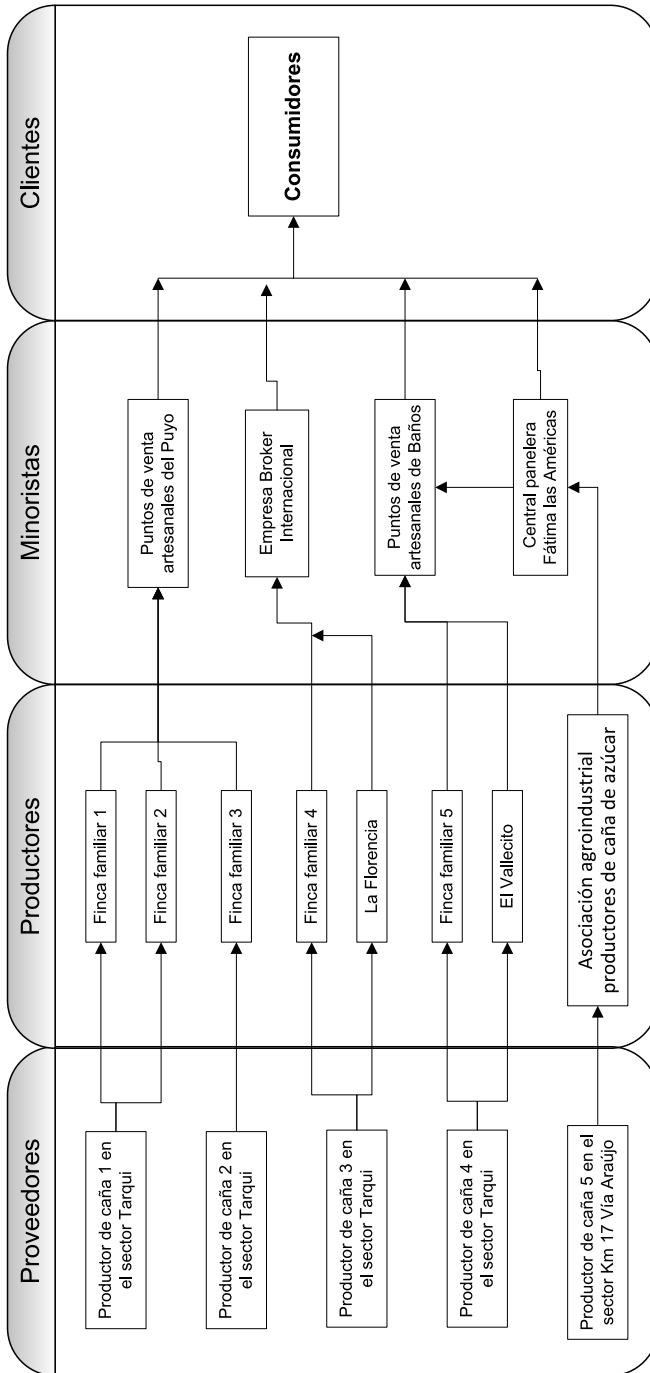 Proveedores
Productor de caña 1 en
el sector Tarqui
Productor de caña 2 en
el sector Tarqui
Productor de caña 3 en
el sector Tarqui
Productor de caña 4 en
el sector Tarqui
Productor de caña 5 en el
sector Km 17 Vía Araújo
Productores
Finca familiar 1
Finca familiar 2
Finca familiar 3
Finca familiar 4
La Florencia
Finca familiar 5
El Vallecito
Asociación agroindustrial
productores de caña de azúcar
Minoristas
Puntos de venta
artesanales del Puyo
Empresa Broker
Internacional
Puntos de venta
artesanales de Baños
Central panelera
Fátima las Américas
Clientes
Consumidores